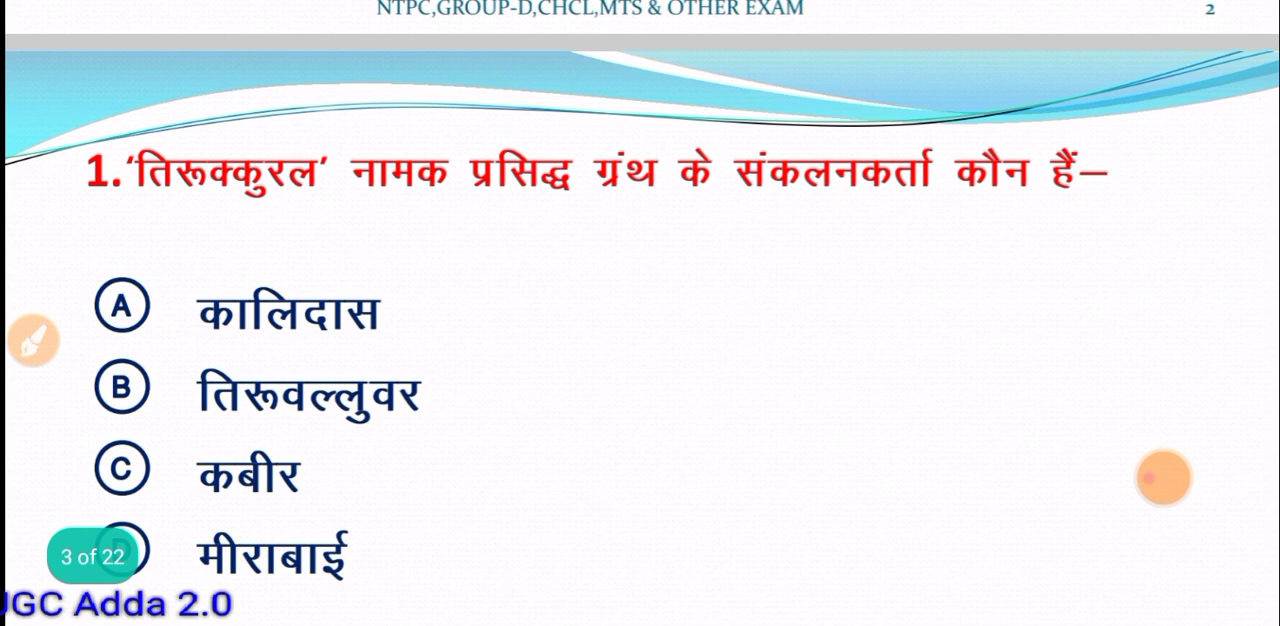 NTPC,GROUP-D,CHCL,MTS & OTHER EXAM 2
1.‘तिरूक्कुरल’ नामक प्रसिद्ध ग्रंथ के संकलनकर्ता कौन हैं–
A कालिदास
B तिरूवल्लुवर
C कबीर
D मीराबाई
3 of 22
JGC Adda 2.0